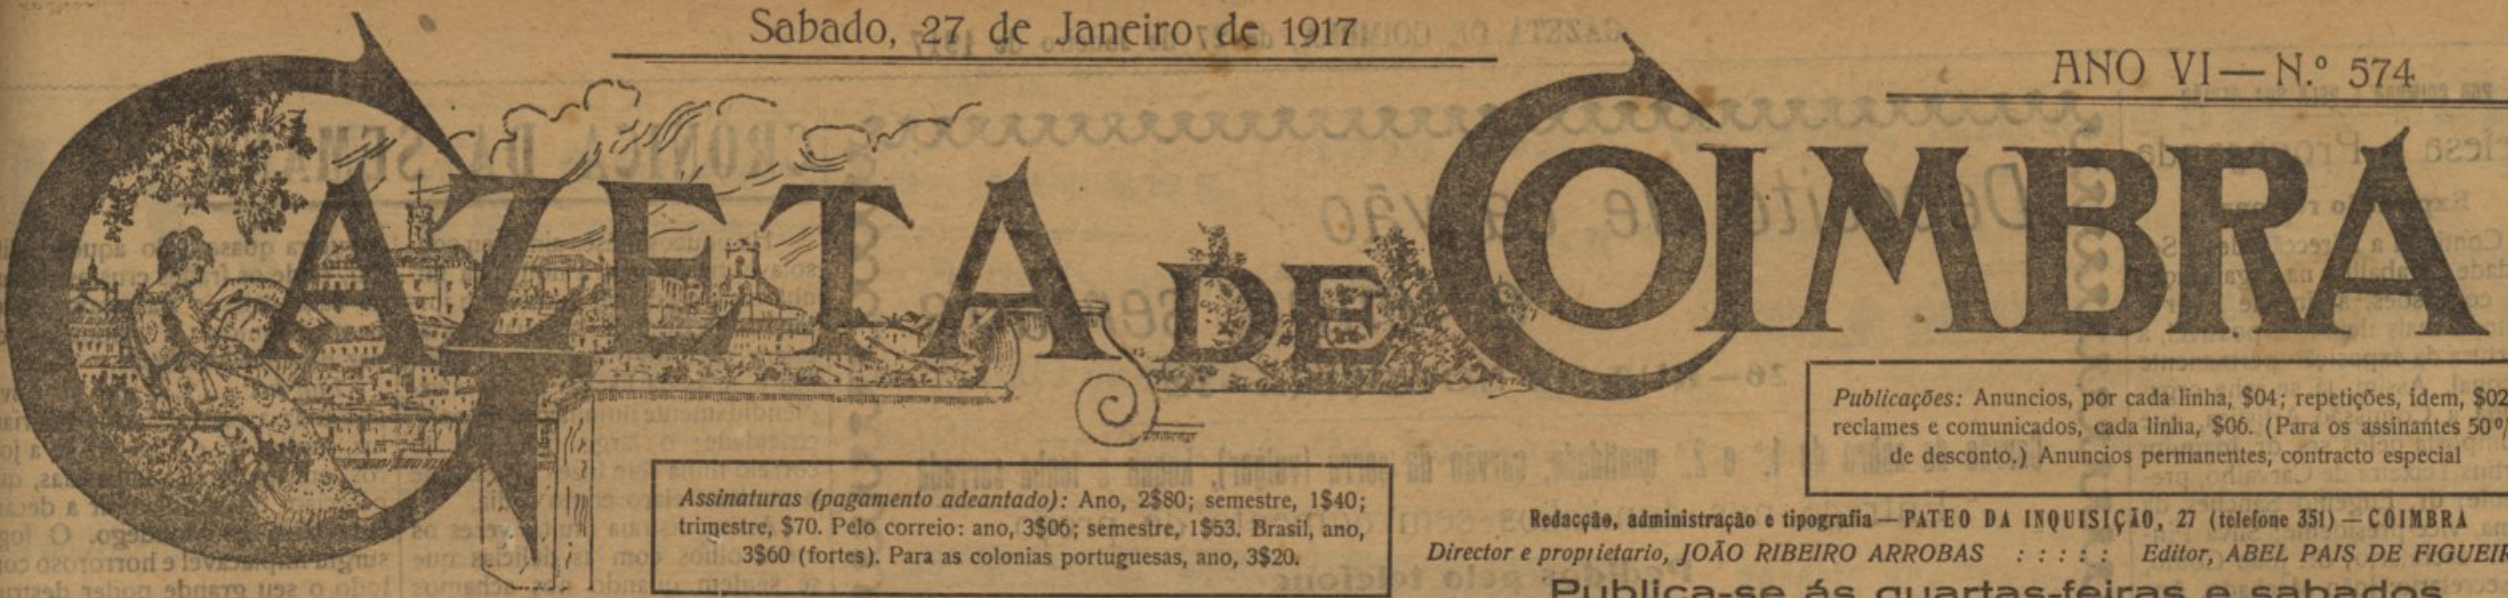 Sabado, 27 de Janeiro de 1917
ANO VI — N.º 574
GAZETA DE COIMBRA
Publicações: Anuncios, por cada linha, $04; repetições, idem, $02
reclames e comunicados, cada linha, $06. (Para os assinantes 50%
de desconto.) Anuncios permanentes, contracto especial
Assinaturas (pagamento adeantado): Ano, 2$80; semestre, 1$40;
trimestre, $70. Pelo correio: ano, 3$06; semestre, 1$53. Brasil, ano,
3$60 (fortes). Para as colonias portuguesas, ano, 3$20.
Redacção, administração e tipografia — PATEO DA INQUISIÇÃO, 27 (telefone 351) — COIMBRA
Director e proprietario, JOÃO RIBEIRO ARROBAS : : : : : Editor, ABEL PAIS DE FIGUEIR
Publica-se ás quartas-feiras e sabados